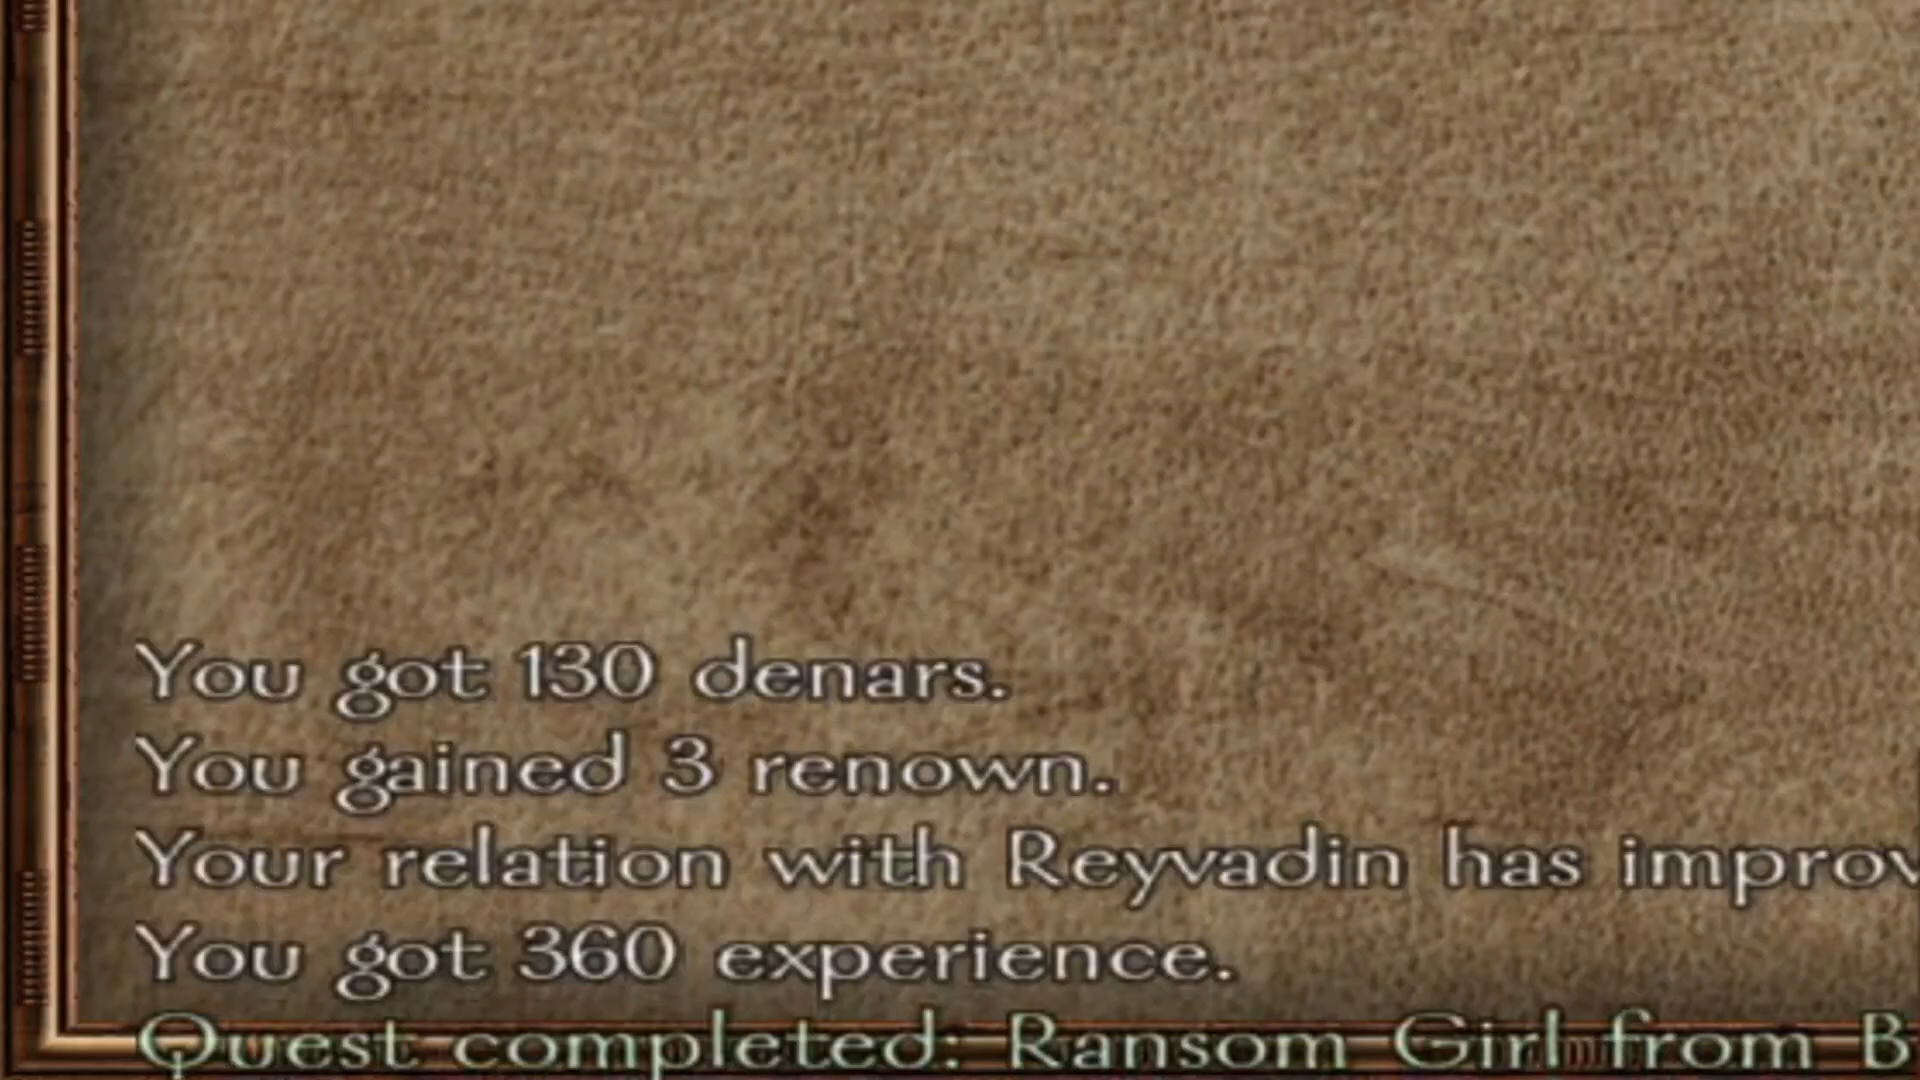 You got 130 denars.
You gained 3 renown.
Your relation with Reyvadin has improv
You got 360 experience.
Quest completed: Ransom Girl from B